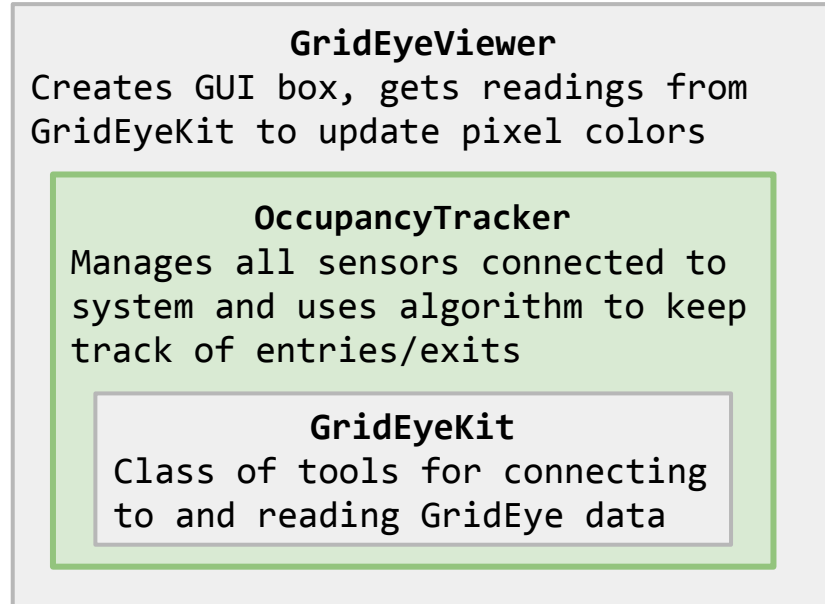 GridEyeViewer
Creates GUI box, gets readings from
GridEyeKit to update pixel colors
OccupancyTracker
Manages all sensors connected to
system and uses algorithm to keep
track of entries/exits
GridEyeKit
Class of tools for connecting
to and reading GridEye data